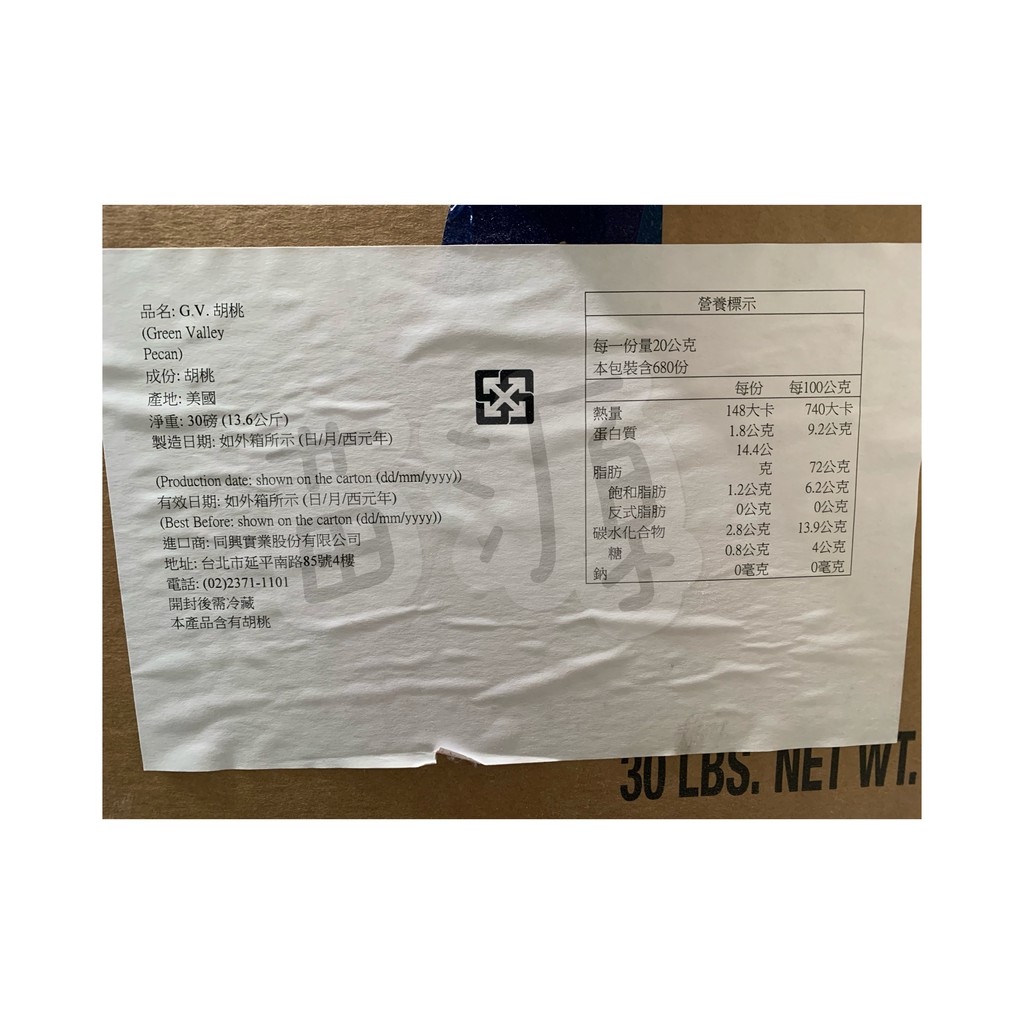 品名: G.V. 胡桃
(Green Valley
Pecan)
成份: 胡桃
產地: 美國
淨重: 30磅 (13.6公斤)
製造日期: 如外箱所示 (日/月/西元年)
(Production date: shown on the carton (dd/mm/yyyy))
有效日期: 如外箱所示 (日/月/西元年)
(Best Before: shown on the carton (dd/mm/yyyy))
進口商: 同興實業股份有限公司
地址: 台北市延平南路85號4樓
電話: (02)2371-1101
開封後需冷藏
本產品含有胡桃
營養標示
每一份量20公克
本包裝含680份
每份 每100公克
熱量 148大卡 740大卡
蛋白質 1.8公克 9.2公克
脂肪 14.4公克 72公克
飽和脂肪 1.2公克 6.2公克
反式脂肪 0公克 0公克
碳水化合物 2.8公克 13.9公克
糖 0.8公克 4公克
鈉 0毫克 0毫克
30 LBS. NET WT.